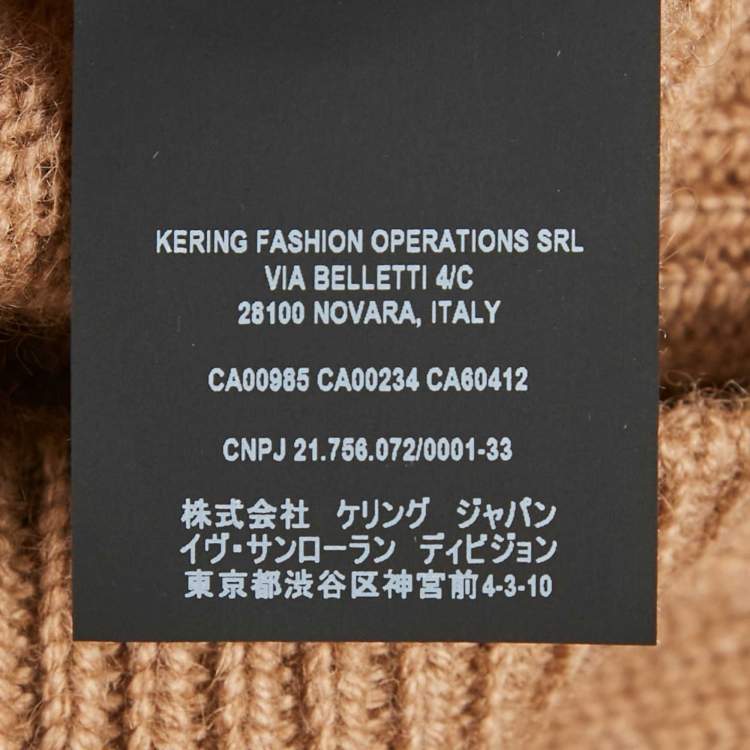 KERING FASHION OPERATIONS SRL
VIA BELLETTI 4/C
28100 NOVARA, ITALY
CA00985 CA00234 CA60412
CNPJ 21.756.072/0001-33
株式会社 ケリング ジャパン
イヴ・サンローラン ディビジョン
東京都渋谷区神宮前4-3-10